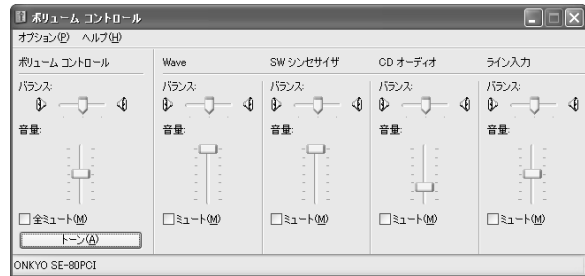 ボリューム コントロール
オプション(P) ヘルプ(H)
ボリューム コントロール
バランス:
音量:
全ミュート(M)
トーン(A)
Wave
バランス:
音量:
ミュート(M)
SW シンセサイザ
バランス:
音量:
ミュート(M)
CD オーディオ
バランス:
音量:
ミュート(M)
ライン入力
バランス:
音量:
ミュート(M)
ONKYO SE-80PCI